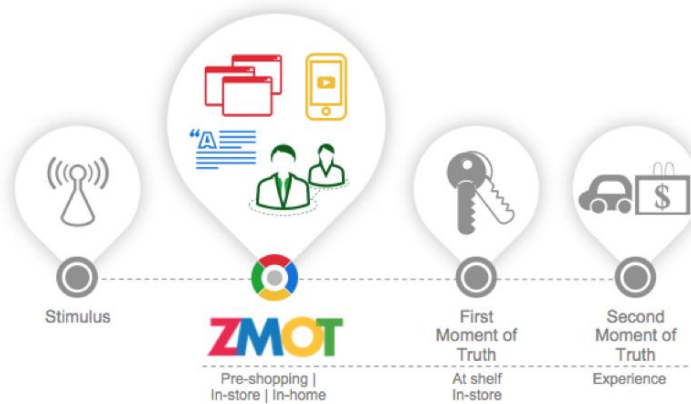 “A
$
Stimulus
ZMOT
First
Moment of
Truth
Second
Moment of
Truth
Pre-shopping |
In-store | In-home
At shelf
In-store
Experience